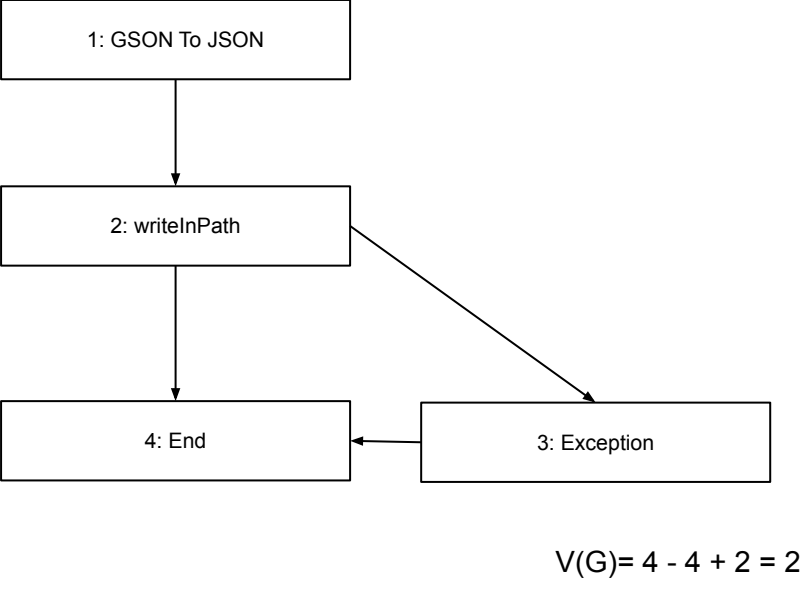 1: GSON To JSON
2: writeInPath
4: End
3: Exception
V(G)= 4 - 4 + 2 = 2